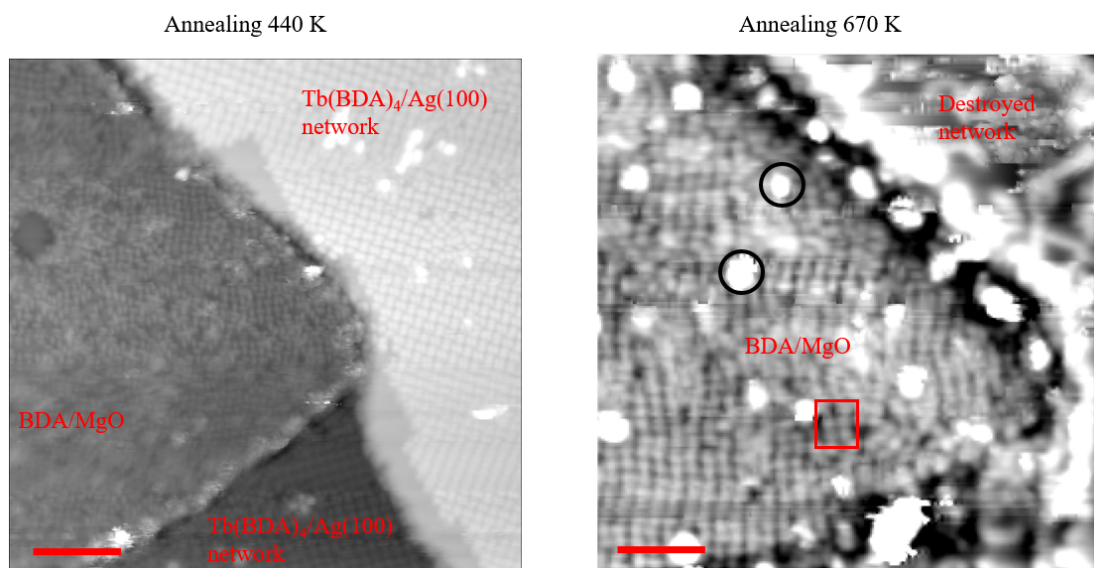 Annealing 440 K
Tb(BDA)₄/Ag(100)
network
BDA/MgO
Tb(BDA)₄/Ag(100)
network
Annealing 670 K
Destroyed
network
BDA/MgO